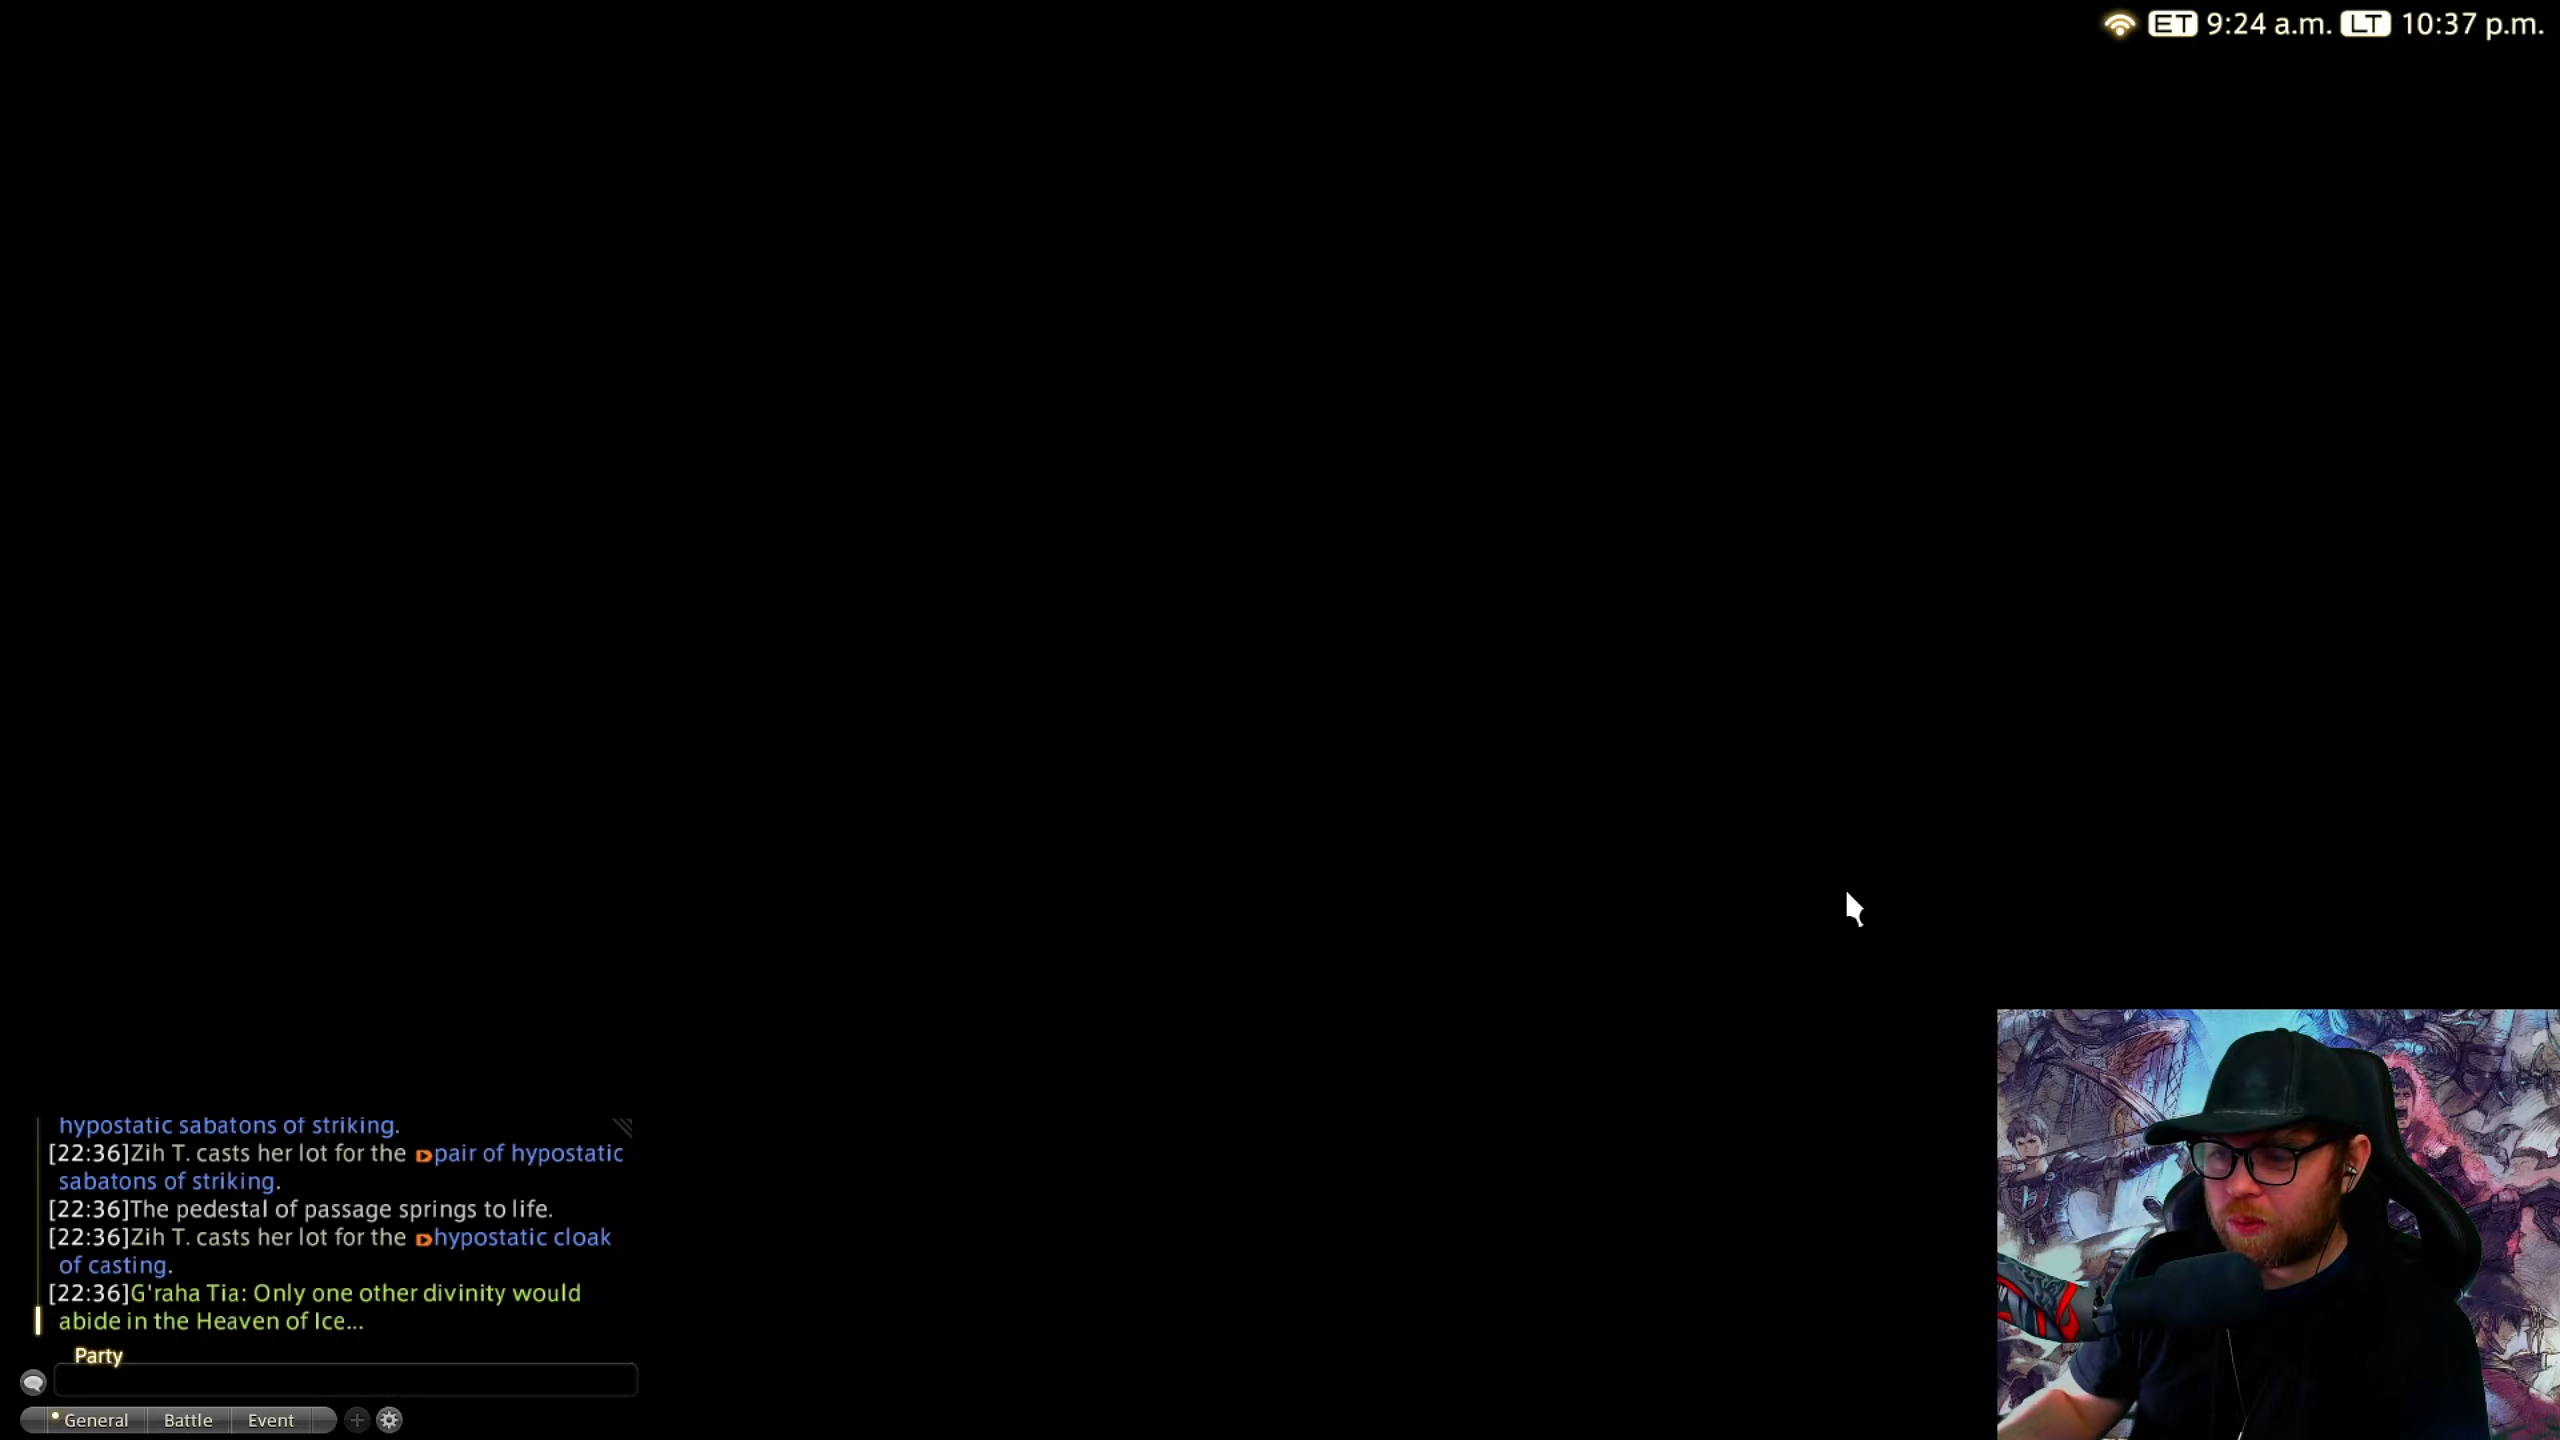 ET 9:24 a.m. LT 10:37 p.m.
hypostatic sabatons of striking.
[22:36]Zih T. casts her lot for the pair of hypostatic
sabatons of striking.
[22:36]The pedestal of passage springs to life.
[22:36]Zih T. casts her lot for the hypostatic cloak
of casting.
[22:36]G'raha Tia: Only one other divinity would
abide in the Heaven of Ice...
Party
General Battle Event